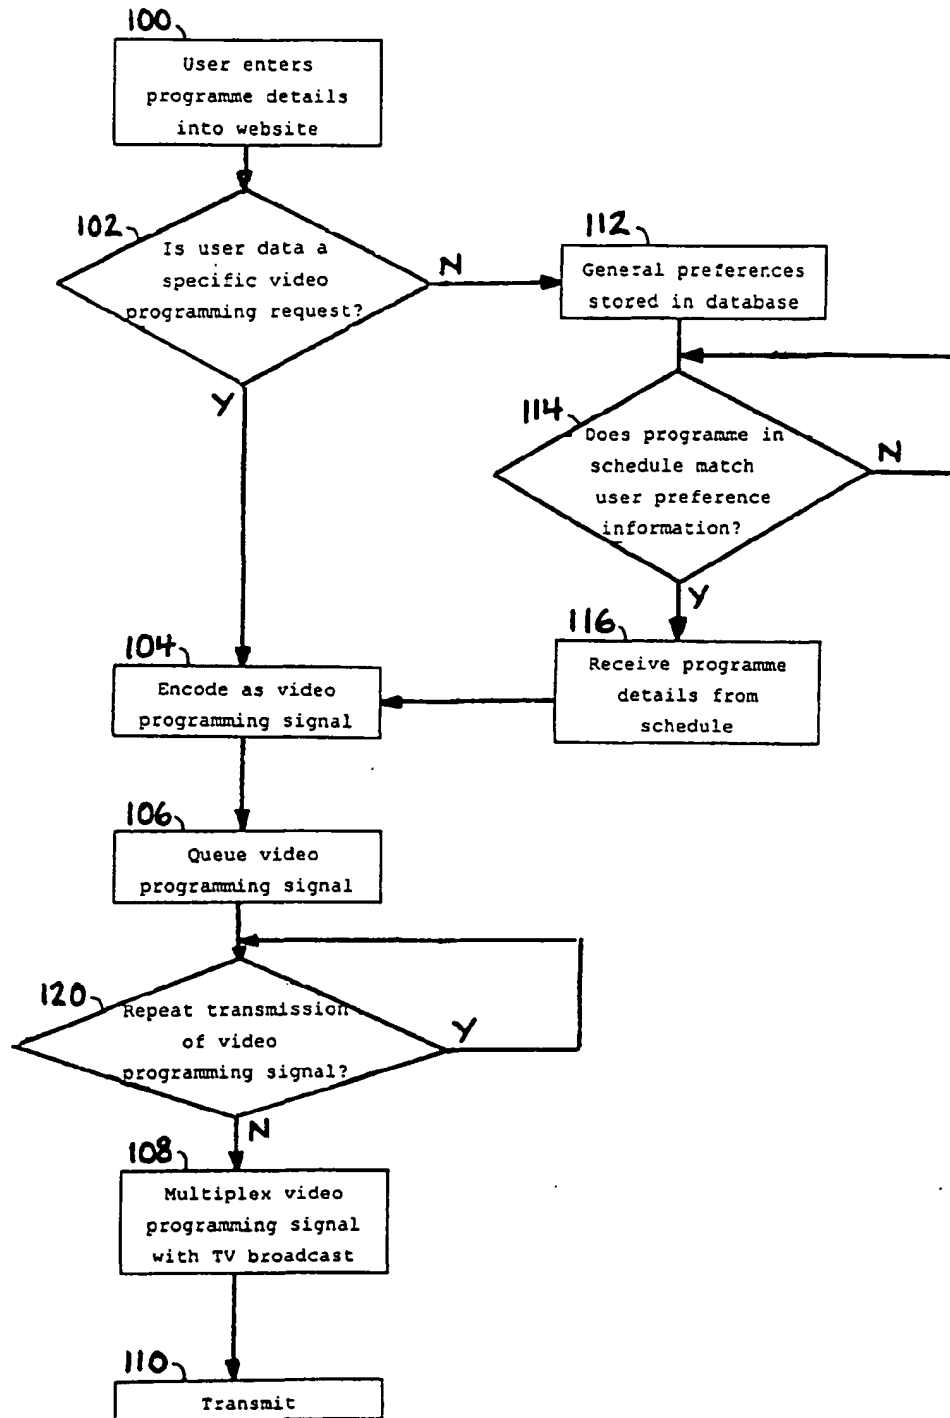 100
User enters
programme details
into website
102
Is user data a
specific video
programming request?
N
Y
112
General preferences
stored in database
114
Does programme in
schedule match
user preference
information?
N
Y
116
Receive programme
details from
schedule
104
Encode as video
programming signal
106
Queue video
programming signal
120
Repeat transmission
of video
programming signal?
Y
N
108
Multiplex video
programming signal
with TV broadcast
110
Transmit